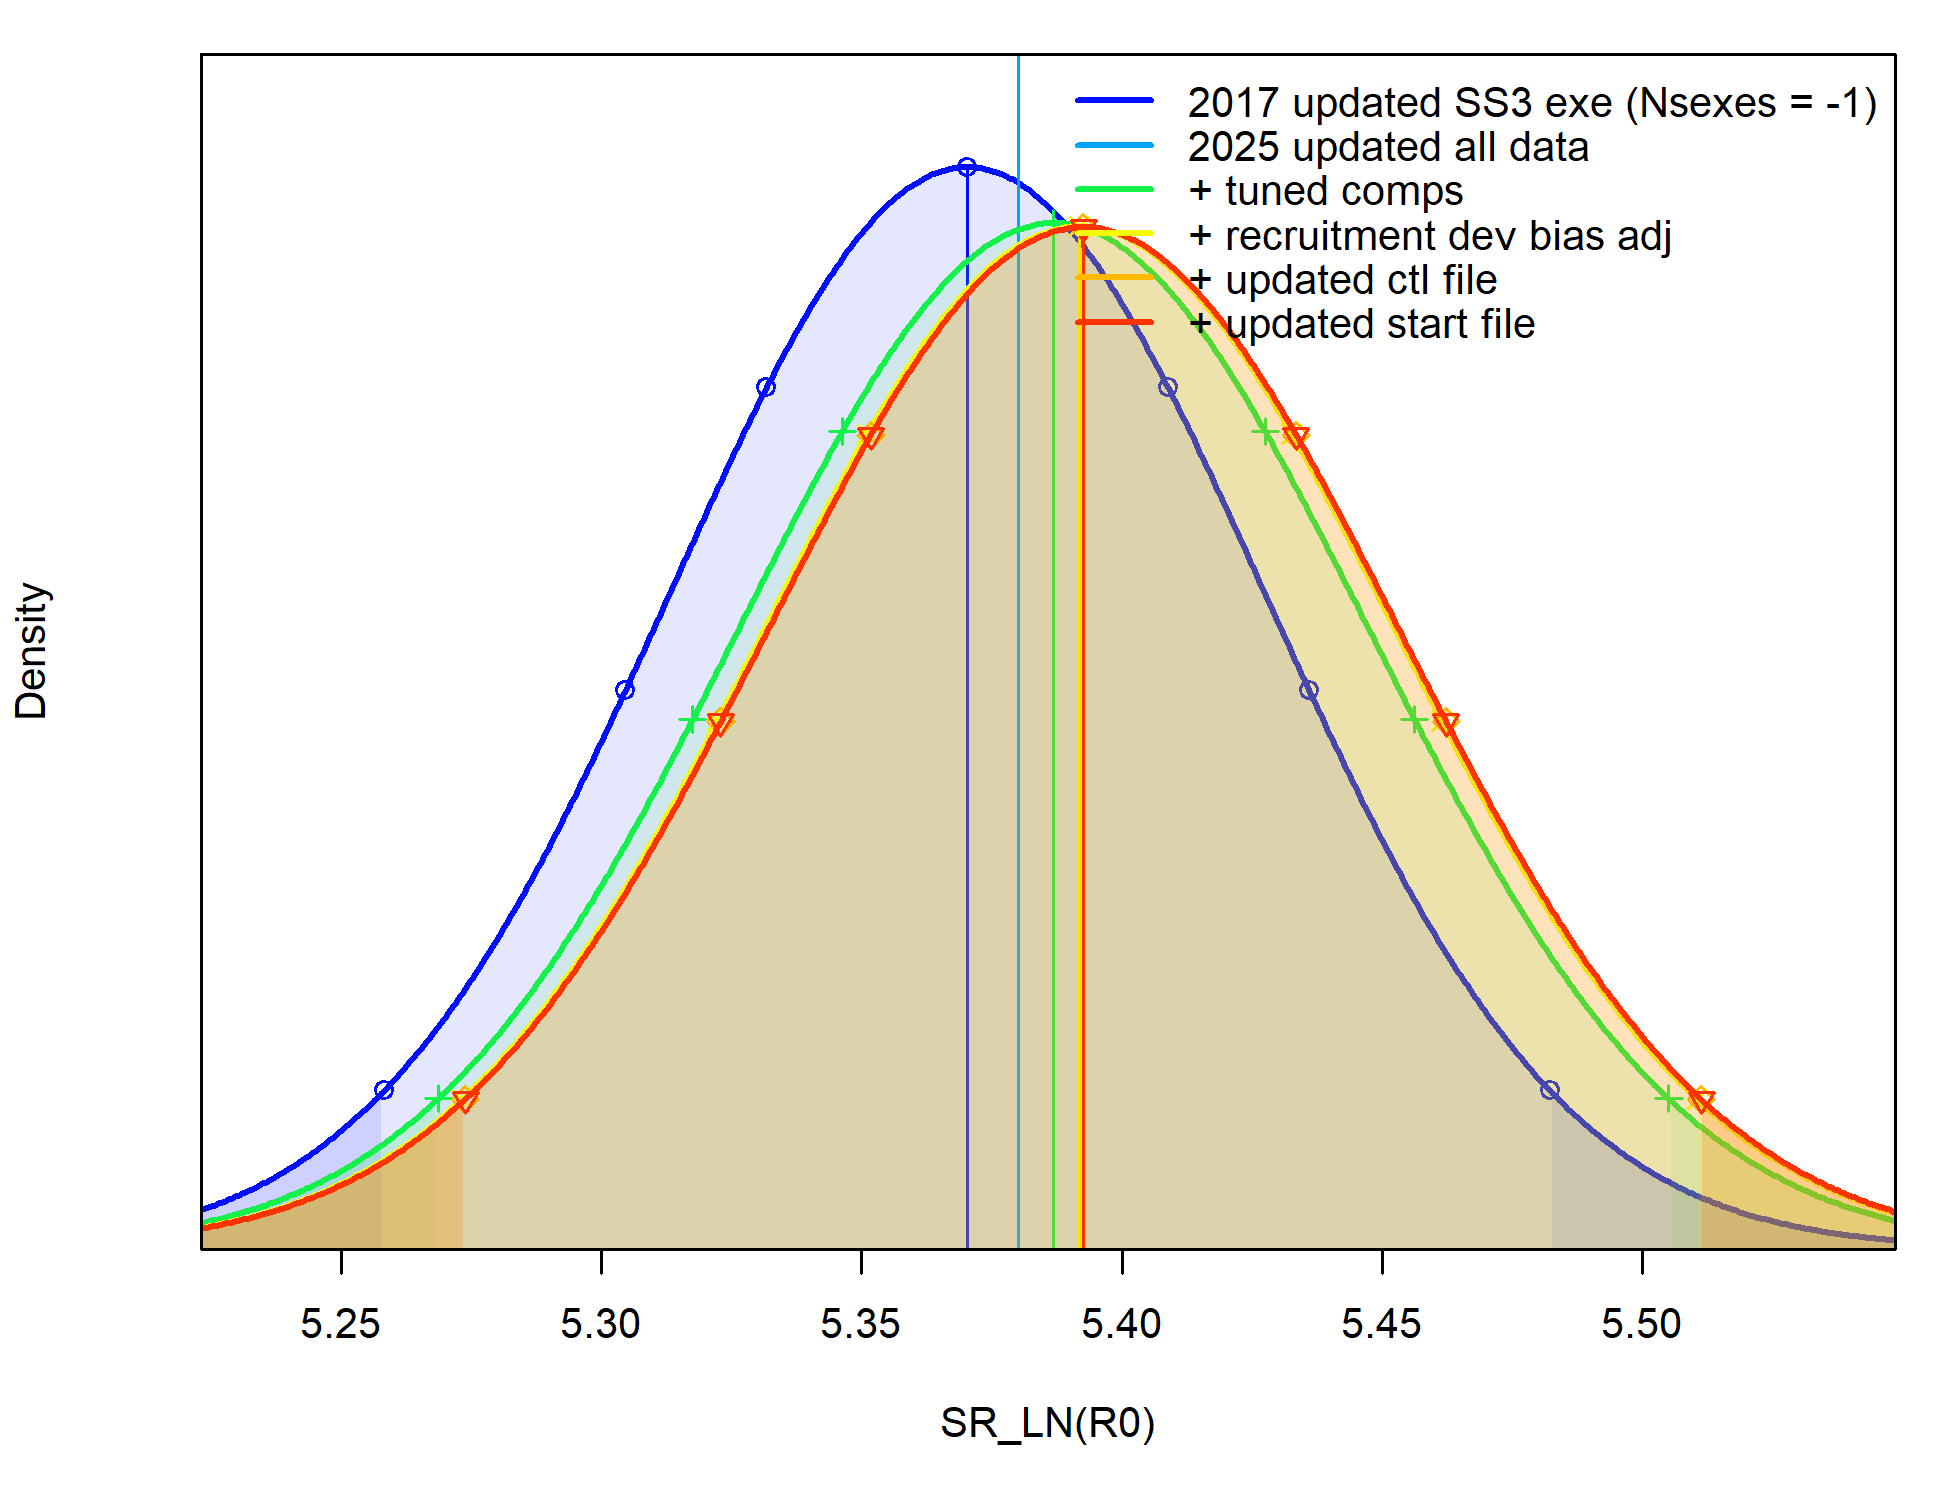 2017 updated SS3 exe (Nsexes = -1)
2025 updated all data
+ tuned comps
+ recruitment dev bias adj
+ updated ctl file
+ updated start file
Density
5.25 5.30 5.35 5.40 5.45 5.50
SR_LN(R0)